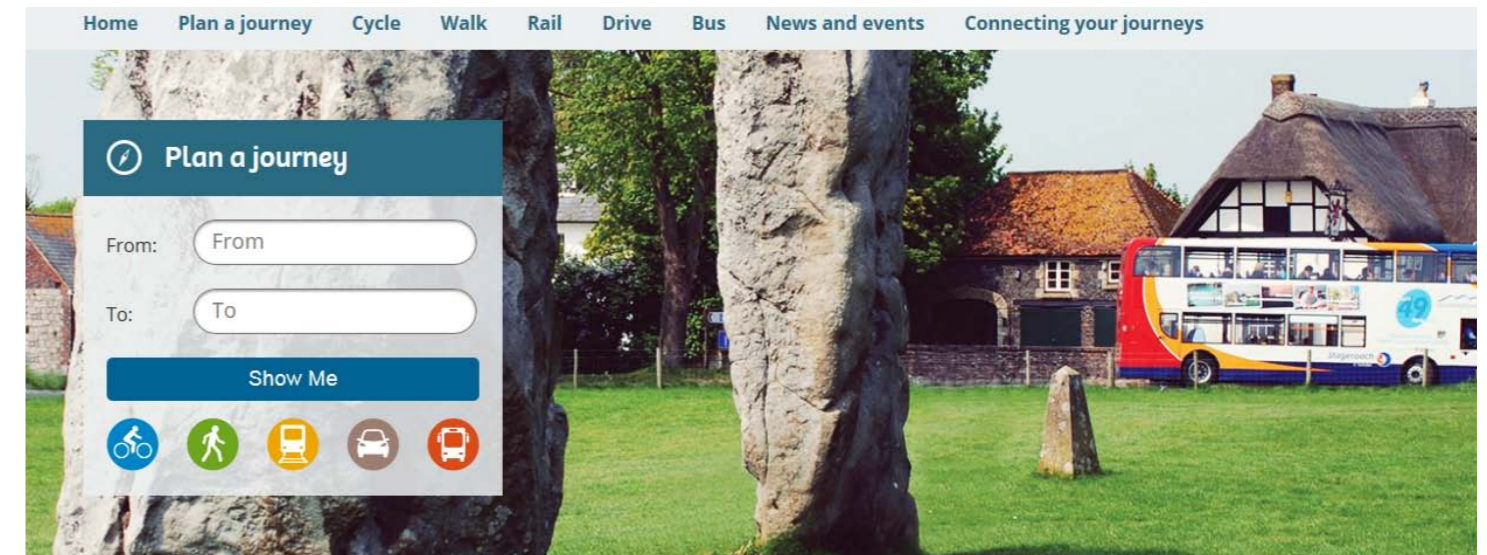 Home Plan a journey Cycle Walk Rail Drive Bus News and events Connecting your journeys
Plan a journey
From: From
To: To
Show Me
49
Stagecoach